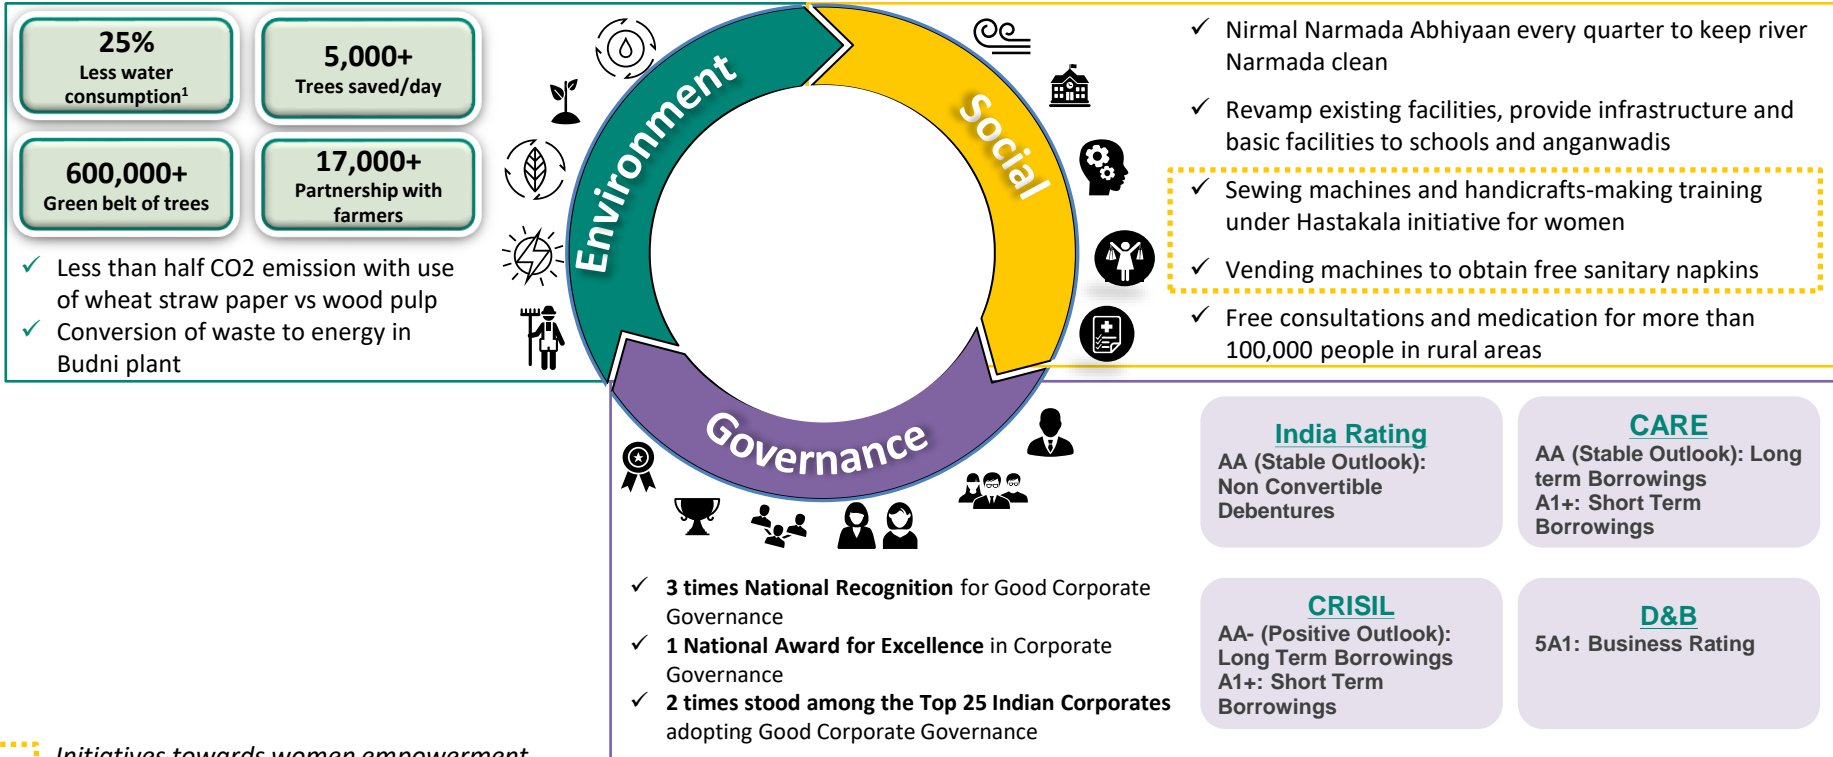 25%
Less water
consumption¹
5,000+
Trees saved/day
600,000+
Green belt of trees
17,000+
Partnership with
farmers
✓ Less than half CO2 emission with use
of wheat straw paper vs wood pulp
✓ Conversion of waste to energy in
Budni plant
Environment
Social
Governance
✓ Nirmal Narmada Abhiyaan every quarter to keep river
Narmada clean
✓ Revamp existing facilities, provide infrastructure and
basic facilities to schools and anganwadis
✓ Sewing machines and handicrafts-making training
under Hastakala initiative for women
✓ Vending machines to obtain free sanitary napkins
✓ Free consultations and medication for more than
100,000 people in rural areas
✓ 3 times National Recognition for Good Corporate
Governance
✓ 1 National Award for Excellence in Corporate
Governance
✓ 2 times stood among the Top 25 Indian Corporates
adopting Good Corporate Governance
India Rating
AA (Stable Outlook):
Non Convertible
Debentures
CARE
AA (Stable Outlook): Long
term Borrowings
A1+: Short Term
Borrowings
CRISIL
AA- (Positive Outlook):
Long Term Borrowings
A1+: Short Term
Borrowings
D&B
5A1: Business Rating
Initiatives towards women empowerment